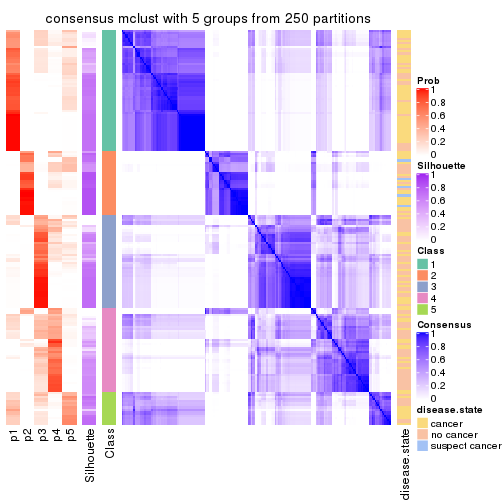 consensus mclust with 5 groups from 250 partitions
Prob
1
0.8
0.6
0.4
0.2
0
Silhouette
1
0.8
0.6
0.4
0.2
0
Class
1
2
3
4
5
Consensus
1
0.8
0.6
0.4
0.2
0
disease.state
cancer
no cancer
suspect cancer
p1
p2
p3
p4
p5
Silhouette
Class
disease.state